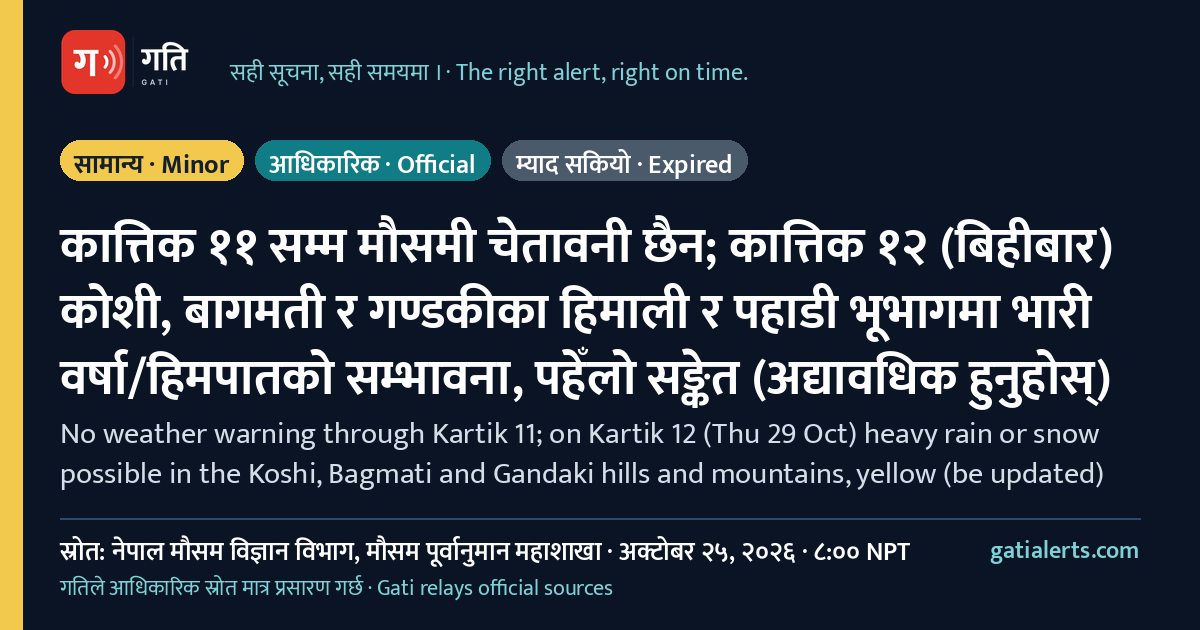 ग गति
GATI
सही सूचना, सही समयमा । · The right alert, right on time.
सामान्य · Minor
आधिकारिक · Official
म्याद सकियो · Expired
कात्तिक ११ सम्म मौसमी चेतावनी छैन; कात्तिक १२ (बिहीबार)
कोशी, बागमती र गण्डकीका हिमाली र पहाडी भूभागमा भारी
वर्षा/हिमपातको सम्भावना, पहेँलो सङ्केत (अद्यावधिक हुनुहोस्)
No weather warning through Kartik 11; on Kartik 12 (Thu 29 Oct) heavy rain or snow
possible in the Koshi, Bagmati and Gandaki hills and mountains, yellow (be updated)
स्रोत: नेपाल मौसम विज्ञान विभाग, मौसम पूर्वानुमान महाशाखा · अक्टोबर २५, २०२६ · ८:०० NPT
gatialerts.com
गतिले आधिकारिक स्रोत मात्र प्रसारण गर्छ · Gati relays official sources